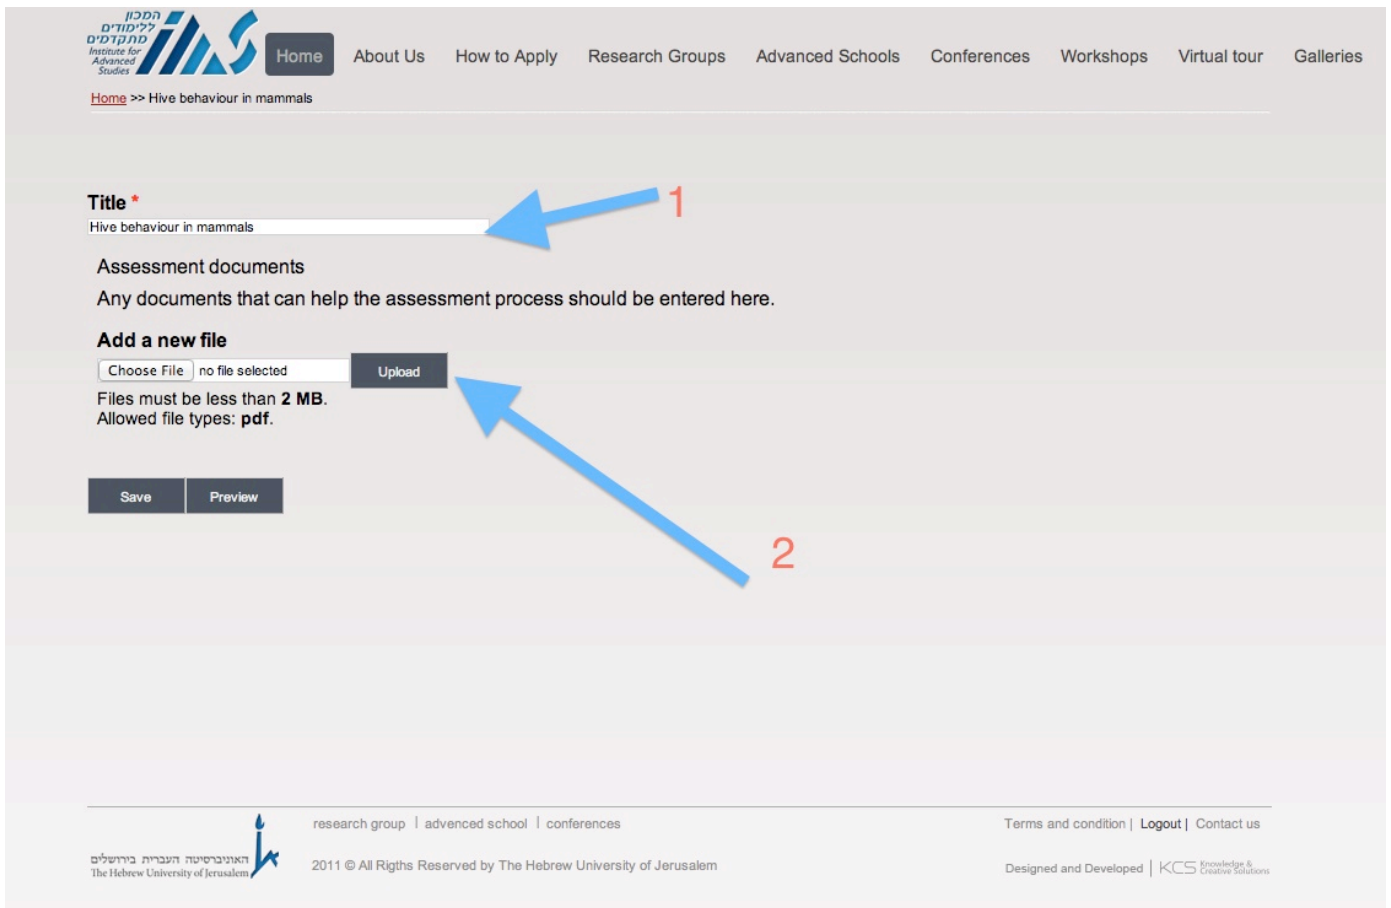 המכון
ללימודים
מתקדמים
Institute for
Advanced
Studies
Home About Us How to Apply Research Groups Advanced Schools Conferences Workshops Virtual tour Galleries
Home >> Hive behaviour in mammals
Title *
1
Hive behaviour in mammals
Assessment documents
Any documents that can help the assessment process should be entered here.
Add a new file
Choose File no file selected Upload
Files must be less than 2 MB.
Allowed file types: pdf.
Save Preview
2
research group | advenced school | conferences
Terms and condition | Logout | Contact us
האוניברסיטה העברית בירושלים
The Hebrew University of Jerusalem
2011 © All Rigths Reserved by The Hebrew University of Jerusalem
Designed and Developed | KCS Knowledge & Creative Solutions